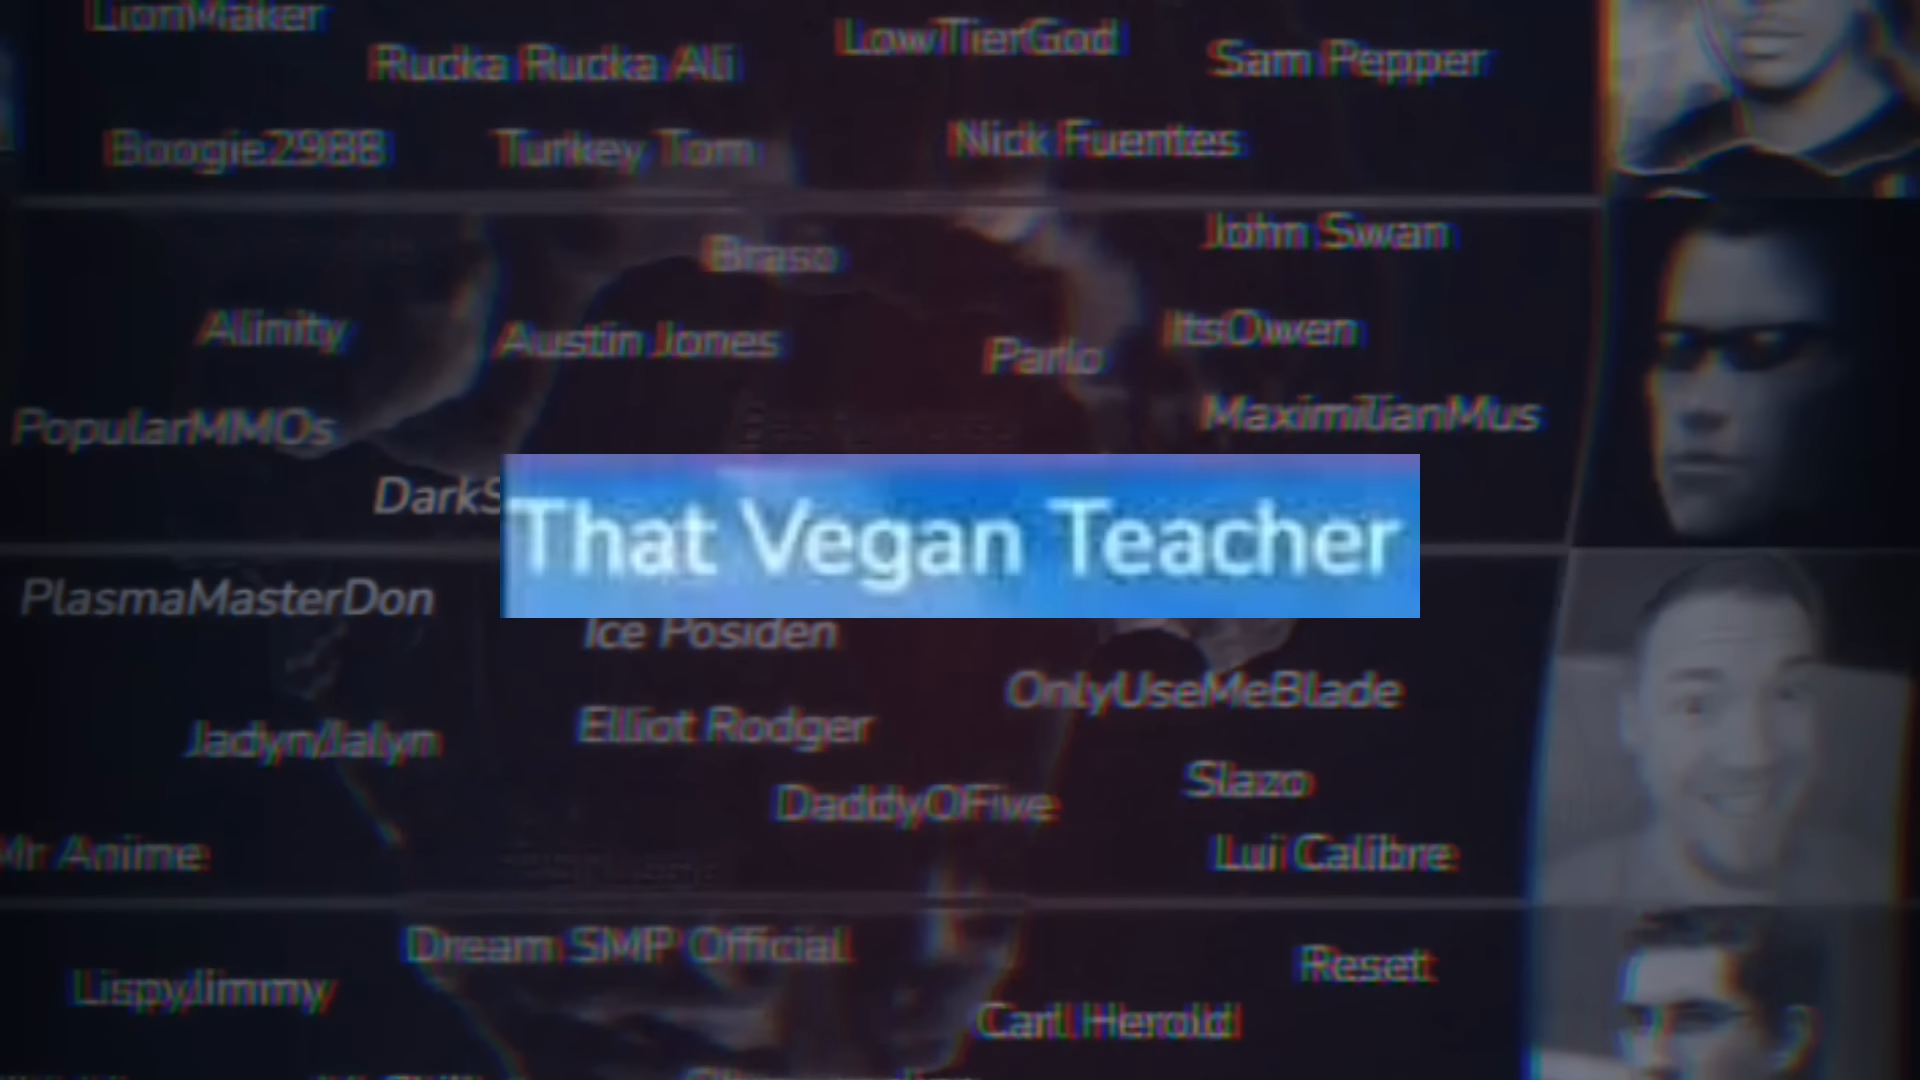 LionMaker
Rucka Rucka Ali
LowTierGod
Sam Pepper
Boogie2988
Turkey Tom
Nick Fuentes
John Swan
Braso
Alinity
Austin Jones
Parlo
ItsOwen
PopularMMOs
MaximilianMus
DarkS
That Vegan Teacher
PlasmaMasterDon
Ice Posiden
OnlyUseMeBlade
Jadyn/Jalyn
Elliot Rodger
Slazo
DaddyOFive
Mr Anime
Lui Calibre
Dream SMP Official
Reset
LispyJimmy
Carl Herold